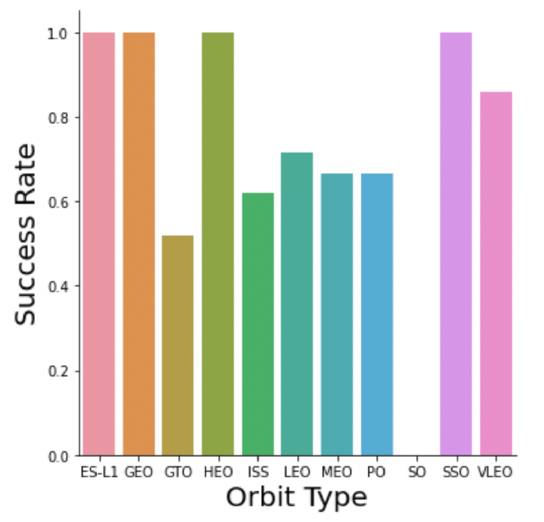 Success Rate
1.0
0.8
0.6
0.4
0.2
0.0
ES-L1 GEO GTO HEO ISS LEO MEO PO SO SSO VLEO
Orbit Type